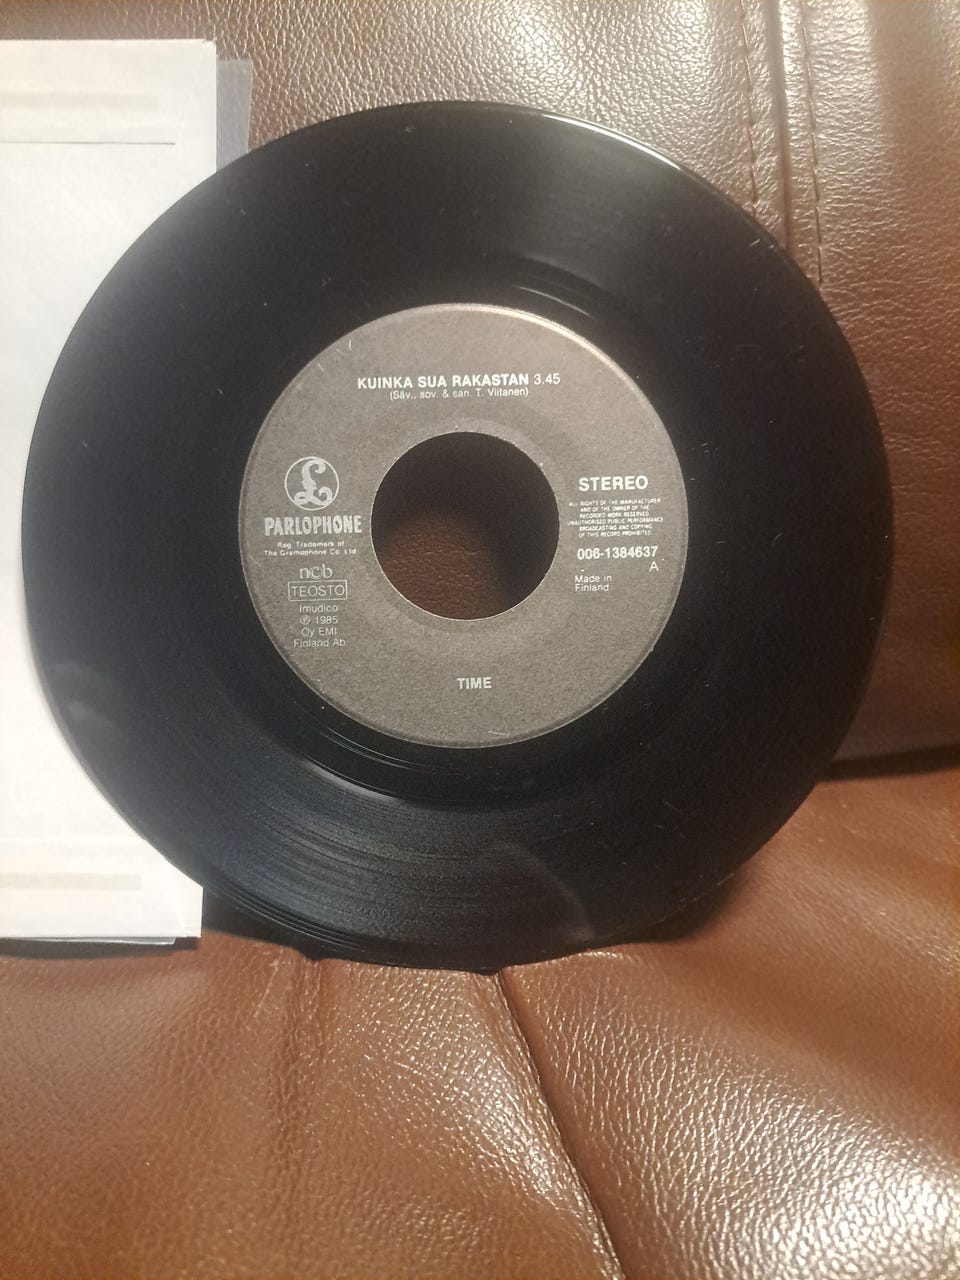 KUINKA SUA RAKASTAN 3.45
(Säv., sov. & san. T. Viitanen)
£
PARLOPHONE
Reg. Trademark of
The Gramophone Co. Ltd
ncb
TEOSTO
Imudico
℗ 1985
Oy EMI
Finland Ab
STEREO
ALL RIGHTS OF THE MANUFACTURER
AND OF THE OWNER OF THE
RECORDED WORK RESERVED
UNAUTHORISED PUBLIC PERFORMANCE
BROADCASTING AND COPYING
OF THIS RECORD PROHIBITED
006-1384637
A
Made in
Finland
TIME